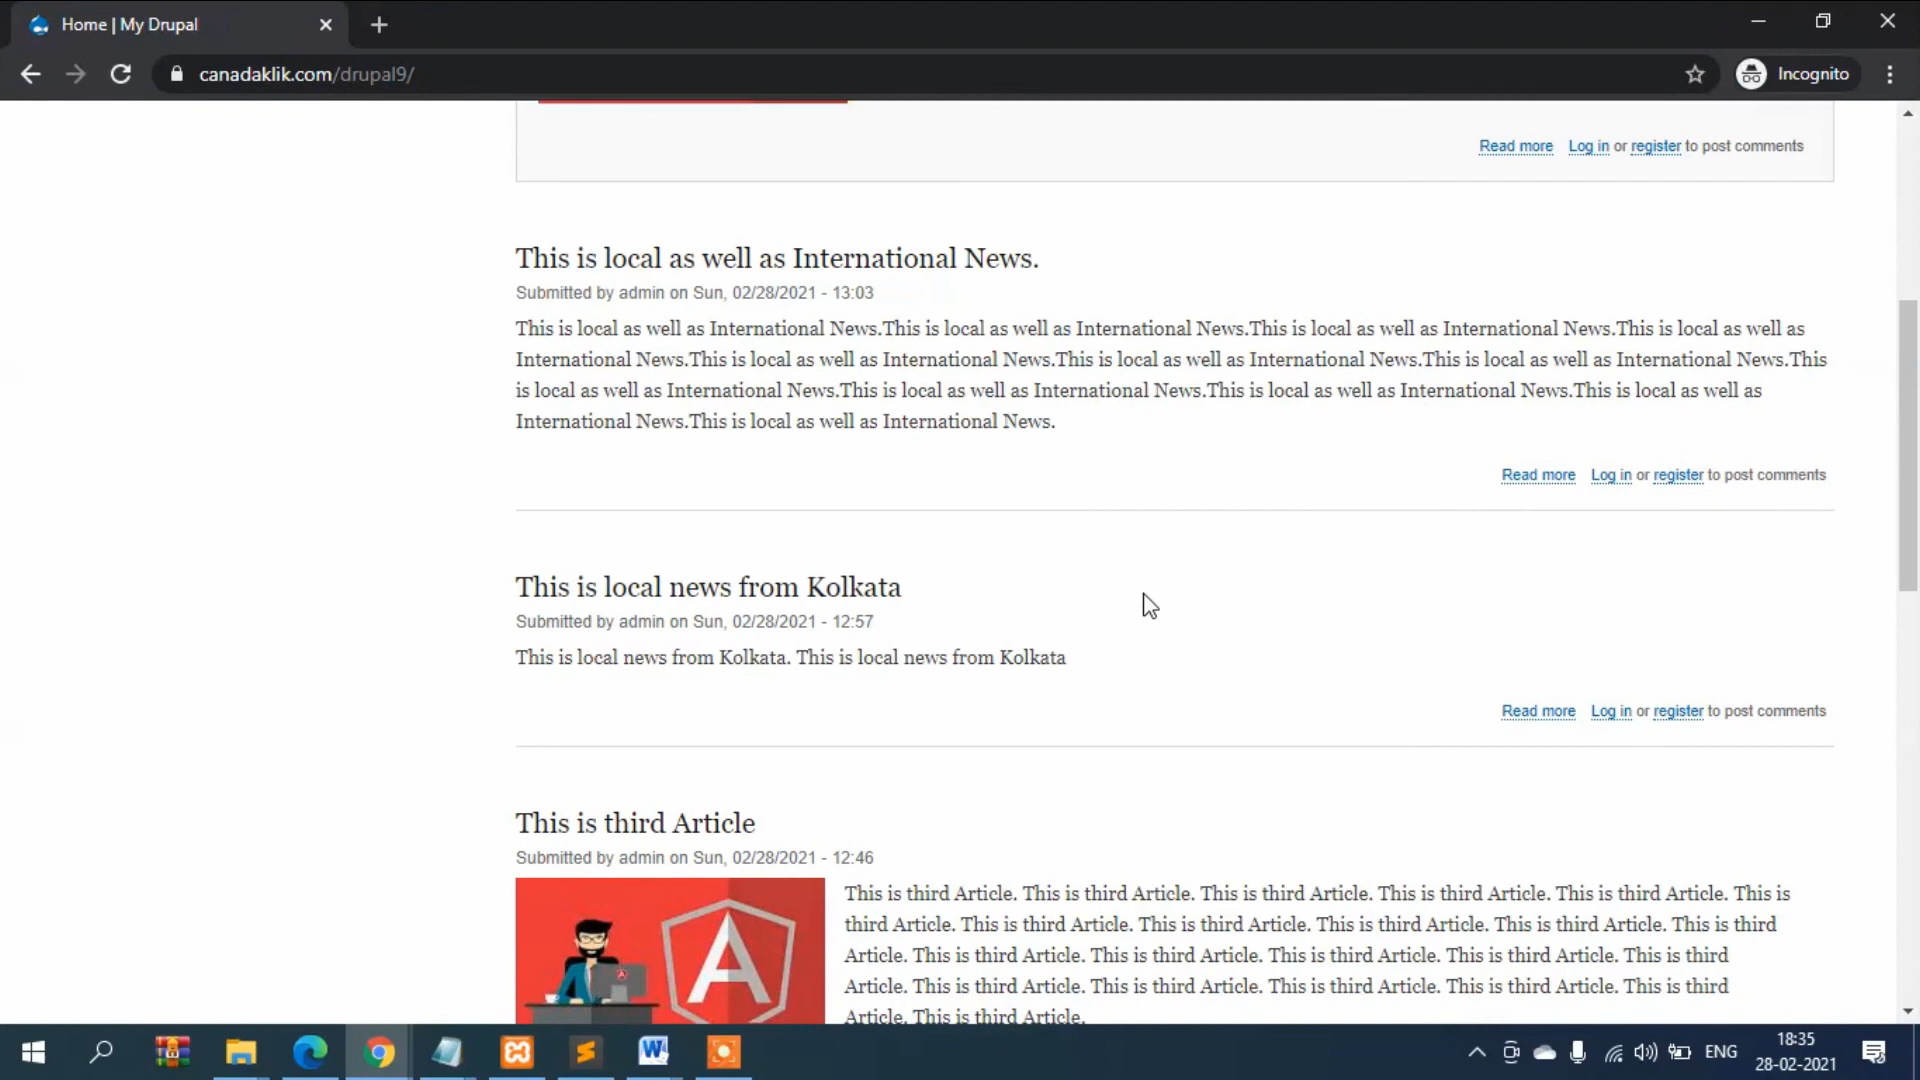 Home | My Drupal
canadaklik.com/drupal9/
Incognito
Read more Log in or register to post comments
This is local as well as International News.
Submitted by admin on Sun, 02/28/2021 - 13:03
This is local as well as International News.This is local as well as International News.This is local as well as International News.This is local as well as
International News.This is local as well as International News.This is local as well as International News.This is local as well as International News.This
is local as well as International News.This is local as well as International News.This is local as well as International News.This is local as well as
International News.This is local as well as International News.
Read more Log in or register to post comments
This is local news from Kolkata
Submitted by admin on Sun, 02/28/2021 - 12:57
This is local news from Kolkata. This is local news from Kolkata
Read more Log in or register to post comments
This is third Article
Submitted by admin on Sun, 02/28/2021 - 12:46
This is third Article. This is third Article. This is third Article. This is third Article. This is third Article. This is
third Article. This is third Article. This is third Article. This is third Article. This is third Article. This is third
Article. This is third Article. This is third Article. This is third Article. This is third Article. This is third
Article. This is third Article. This is third Article. This is third Article. This is third Article. This is third
Article. This is third Article.
ENG
18:35
28-02-2021